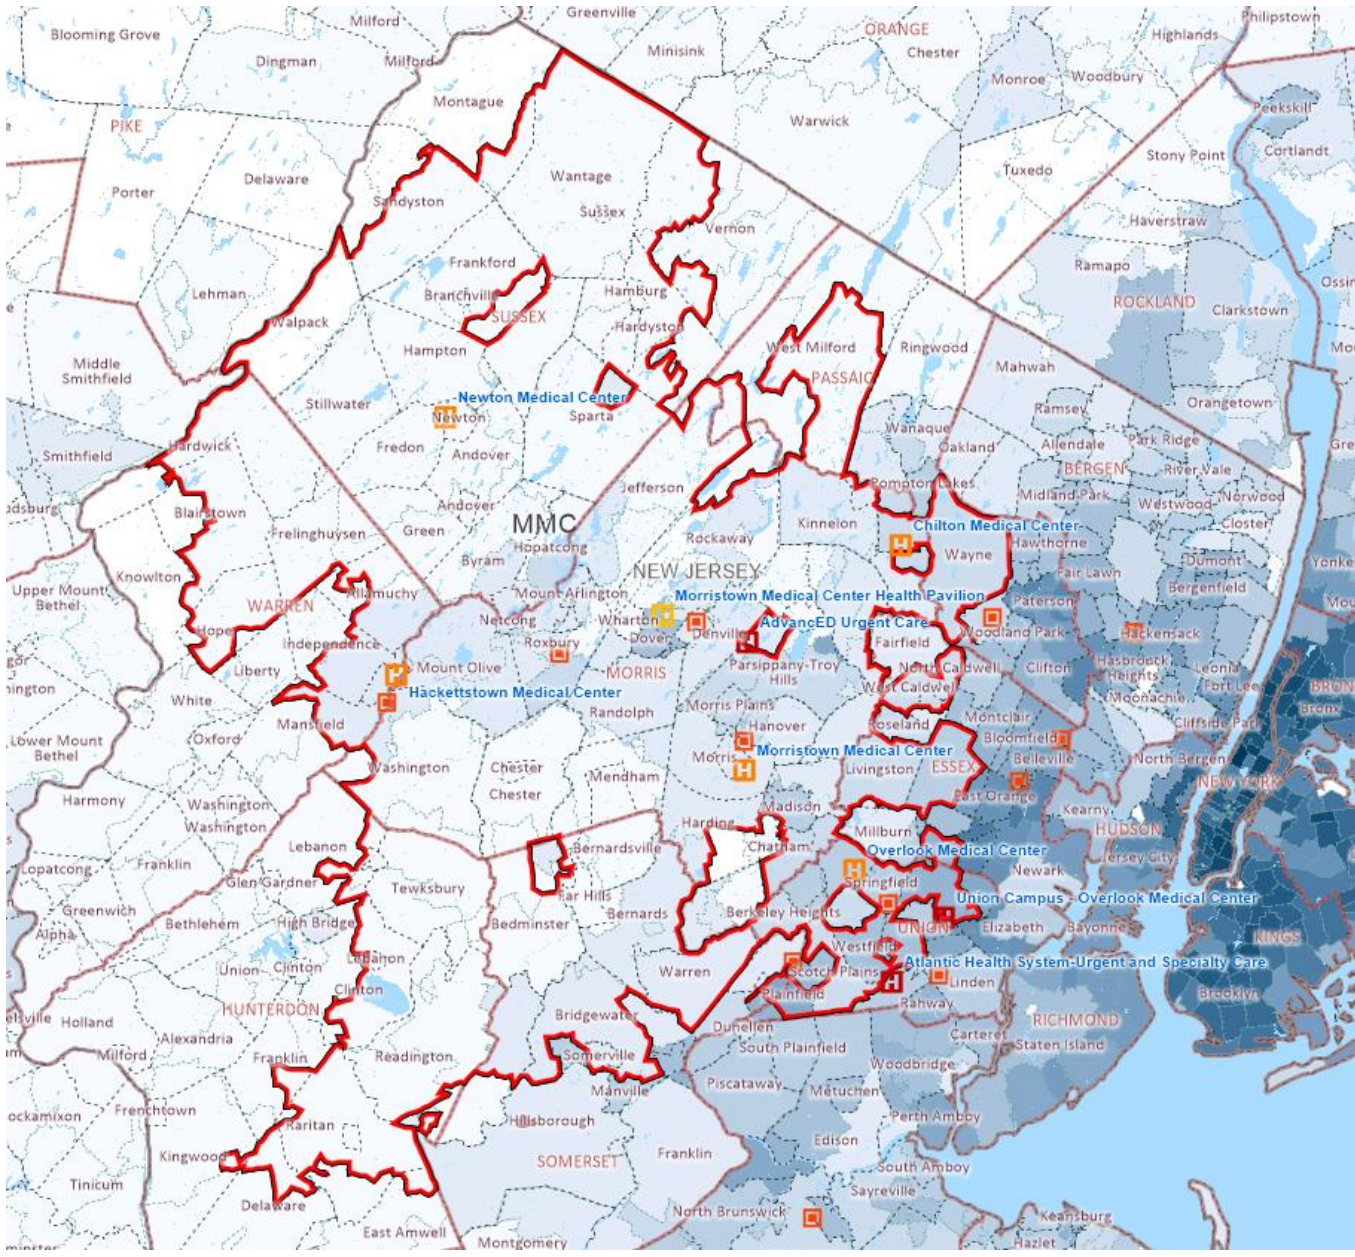 Greenville
Philipstown
Milford
Blooming Grove
ORANGE
Highlands
Minisink
Chester
Dingman
Milford
Monroe
Woodbury
Montague
Peekskill
PIKE
Warwick
Cortlandt
Stony Point
Tuxedo
Wantage
Delaware
Porter
Sandyston
Sussex
Haverstraw
Vernon
Frankford
Ramapo
Lehman
Branchville
Hamburg
ROCKLAND
Clarkstown
SUSSEX
Walpack
Hardyston
West Milford
Ringwood
Hampton
Middle
Smithfield
Mahwah
PASSAIC
Newton Medical Center
Stillwater
Newton
Sparta
Ramsey
Orangetown
Wanaque
Hardwick
Fredon
Andover
Oakland
Allendale
Park Ridge
Smithfield
BERGEN
River Vale
Pompton Lakes
Jefferson
Midland Park
Westwood
Norwood
Andover
Blairstown
MMC
Kinnelon
Chilton Medical Center
Closter
Frelinghuysen
Green
Rockaway
Hawthorne
Hopatcong
Wayne
Byram
Dumont
NEW JERSEY
Fair Lawn
Knowlton
Bergenfield
Upper Mount
Bethel
Allamuchy
Mount Arlington
Morristown Medical Center Health Pavilion
WARREN
Paterson
Netcong
Wharton
AdvancED Urgent Care
Hope
Denville
Woodland Park
Hackensack
Independence
Roxbury
Dover
Fairfield
Mount Olive
Parsippany-Troy
Hills
North Caldwell
Clifton
Hasbrouck
Heights
Leonia
Liberty
MORRIS
West Caldwell
Fort Lee
Hackettstown Medical Center
Moonachie
White
Morris Plains
Randolph
Montclair
Cliffside Park
Bronx
Mansfield
Hanover
Roseland
Oxford
Bloomfield
Lower Mount
Bethel
Morristown Medical Center
Morris
Belleville
North Bergen
Washington
Chester
Livingston
ESSEX
Mendham
NEW YORK
Chester
East Orange
Harmony
Washington
Madison
Kearny
Washington
Harding
HUDSON
Millburn
Lebanon
Bernardsville
Chatham
Overlook Medical Center
Jersey City
Lopatcong
Franklin
Newark
Glen Gardner
Tewksbury
Springfield
Far Hills
Union Campus - Overlook Medical Center
Greenwich
Bethlehem
High Bridge
Bedminster
Bernards
Berkeley Heights
UNION
Elizabeth
Bayonne
KINGS
Alpha
Westfield
Lebanon
Atlantic Health System-Urgent and Specialty Care
Union
Clinton
Warren
Scotch Plains
Linden
Clinton
Plainfield
Brooklyn
Rahway
HUNTERDON
Bridgewater
Holland
RICHMOND
Dunellen
Carteret
Alexandria
Staten Island
South Plainfield
Milford
Franklin
Readington
Somerville
Woodbridge
Piscataway
Manville
Metuchen
Frenchtown
Perth Amboy
Raritan
Hillsborough
Edison
Kingwood
Franklin
SOMERSET
South Amboy
Tinicum
Sayreville
Delaware
North Brunswick
Keansburg
East Amwell
Montgomery
Hazlet